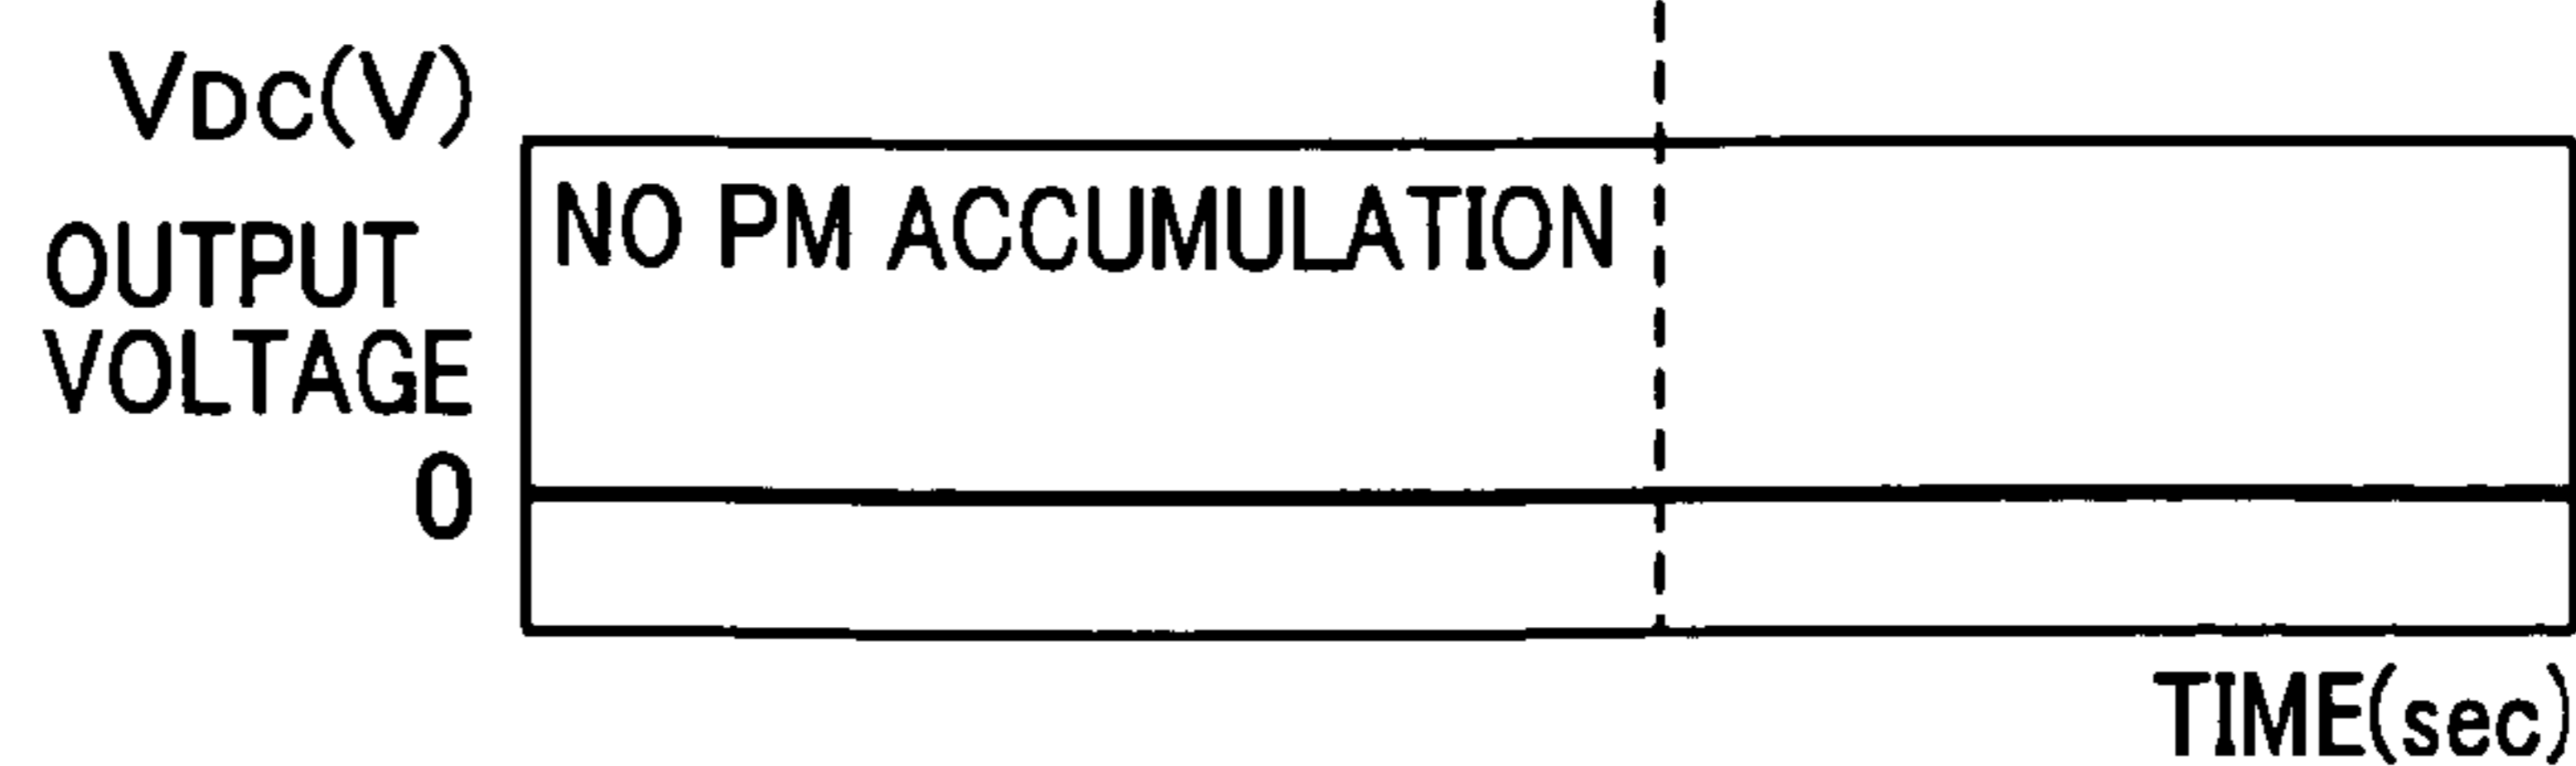 VDC(V)
NO PM ACCUMULATION
OUTPUT
VOLTAGE
0
TIME(sec)